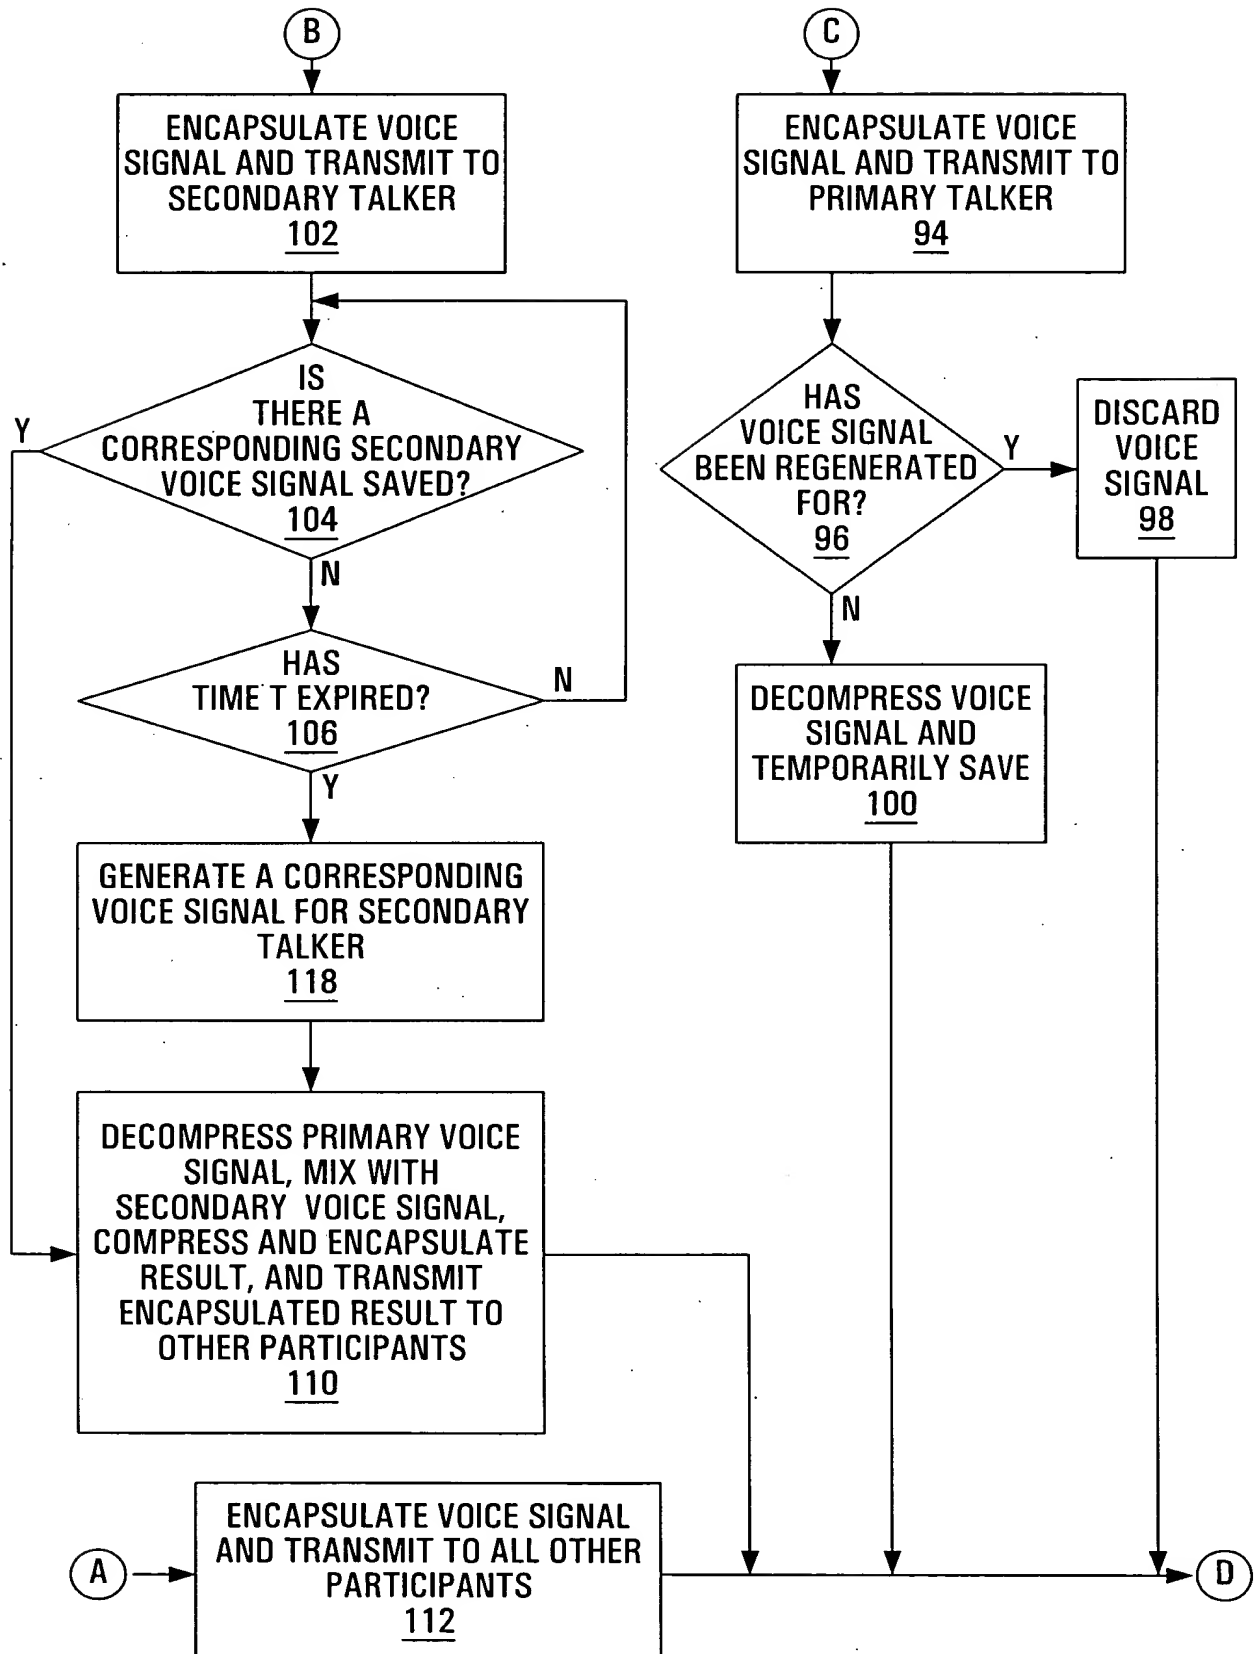 B
ENCAPSULATE VOICE
SIGNAL AND TRANSMIT TO
SECONDARY TALKER
102
IS
THERE A
CORRESPONDING SECONDARY
VOICE SIGNAL SAVED?
104
Y
N
HAS
TIME T EXPIRED?
106
N
Y
GENERATE A CORRESPONDING
VOICE SIGNAL FOR SECONDARY
TALKER
118
DECOMPRESS PRIMARY VOICE
SIGNAL, MIX WITH
SECONDARY VOICE SIGNAL,
COMPRESS AND ENCAPSULATE
RESULT, AND TRANSMIT
ENCAPSULATED RESULT TO
OTHER PARTICIPANTS
110
C
ENCAPSULATE VOICE
SIGNAL AND TRANSMIT TO
PRIMARY TALKER
94
HAS
VOICE SIGNAL
BEEN REGENERATED
FOR?
96
Y
DISCARD
VOICE
SIGNAL
98
N
DECOMPRESS VOICE
SIGNAL AND
TEMPORARILY SAVE
100
A
ENCAPSULATE VOICE SIGNAL
AND TRANSMIT TO ALL OTHER
PARTICIPANTS
112
D